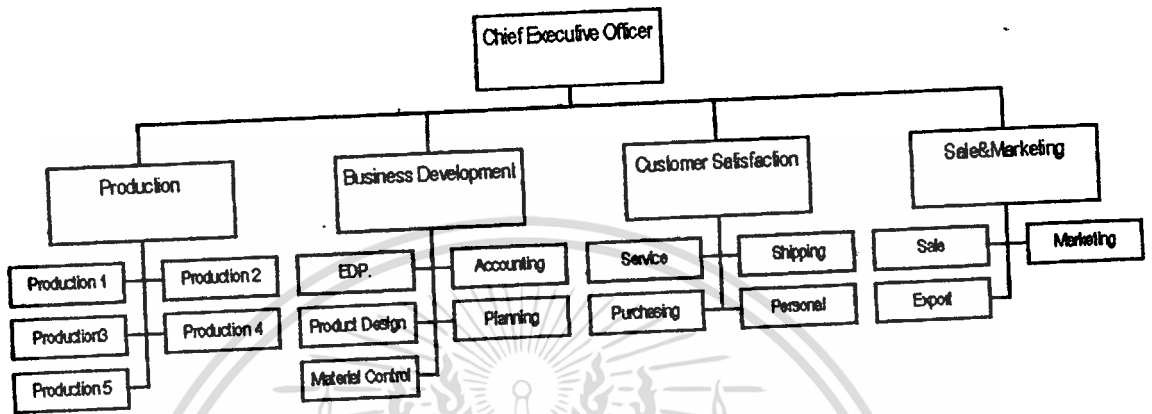 Chief Executive Officer
Production
Business Development
Customer Satisfaction
Sale&Marketing
Production 1
Production 2
Production3
Production 4
Production 5
EDP.
Accounting
Product Design
Planning
Material Control
Service
Shipping
Purchasing
Personal
Sale
Marketing
Export